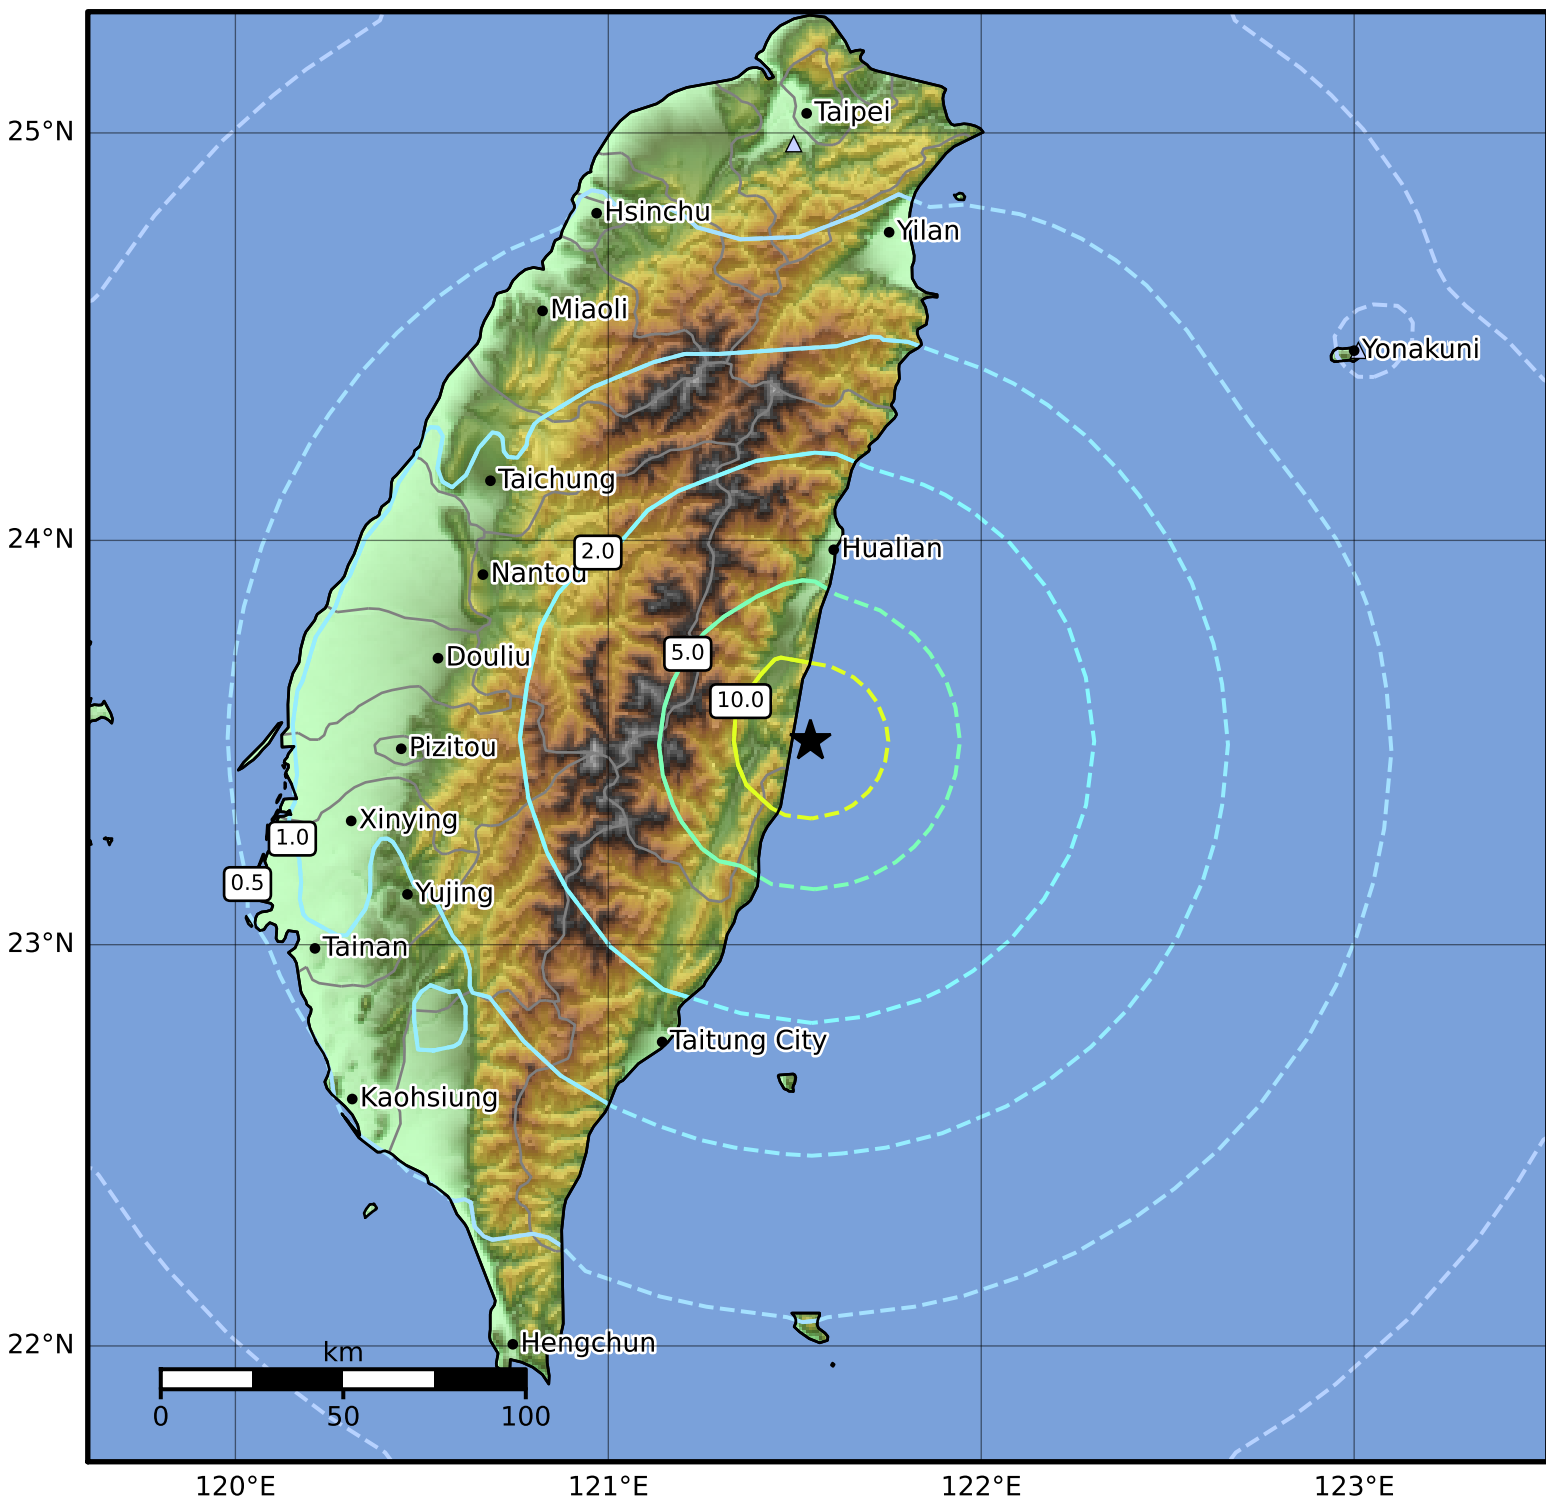 Taipei
25°N
Hsinchu
Yilan
Miaoli
Yonakuni
Taichung
24°N
2.0
Hualian
Nantou
5.0
Douliu
10.0
Pizitou
Xinying
1.0
0.5
Yujing
23°N
Tainan
Taitung City
Kaohsiung
22°N
Hengchun
km
0 50 100
120°E 121°E 122°E 123°E